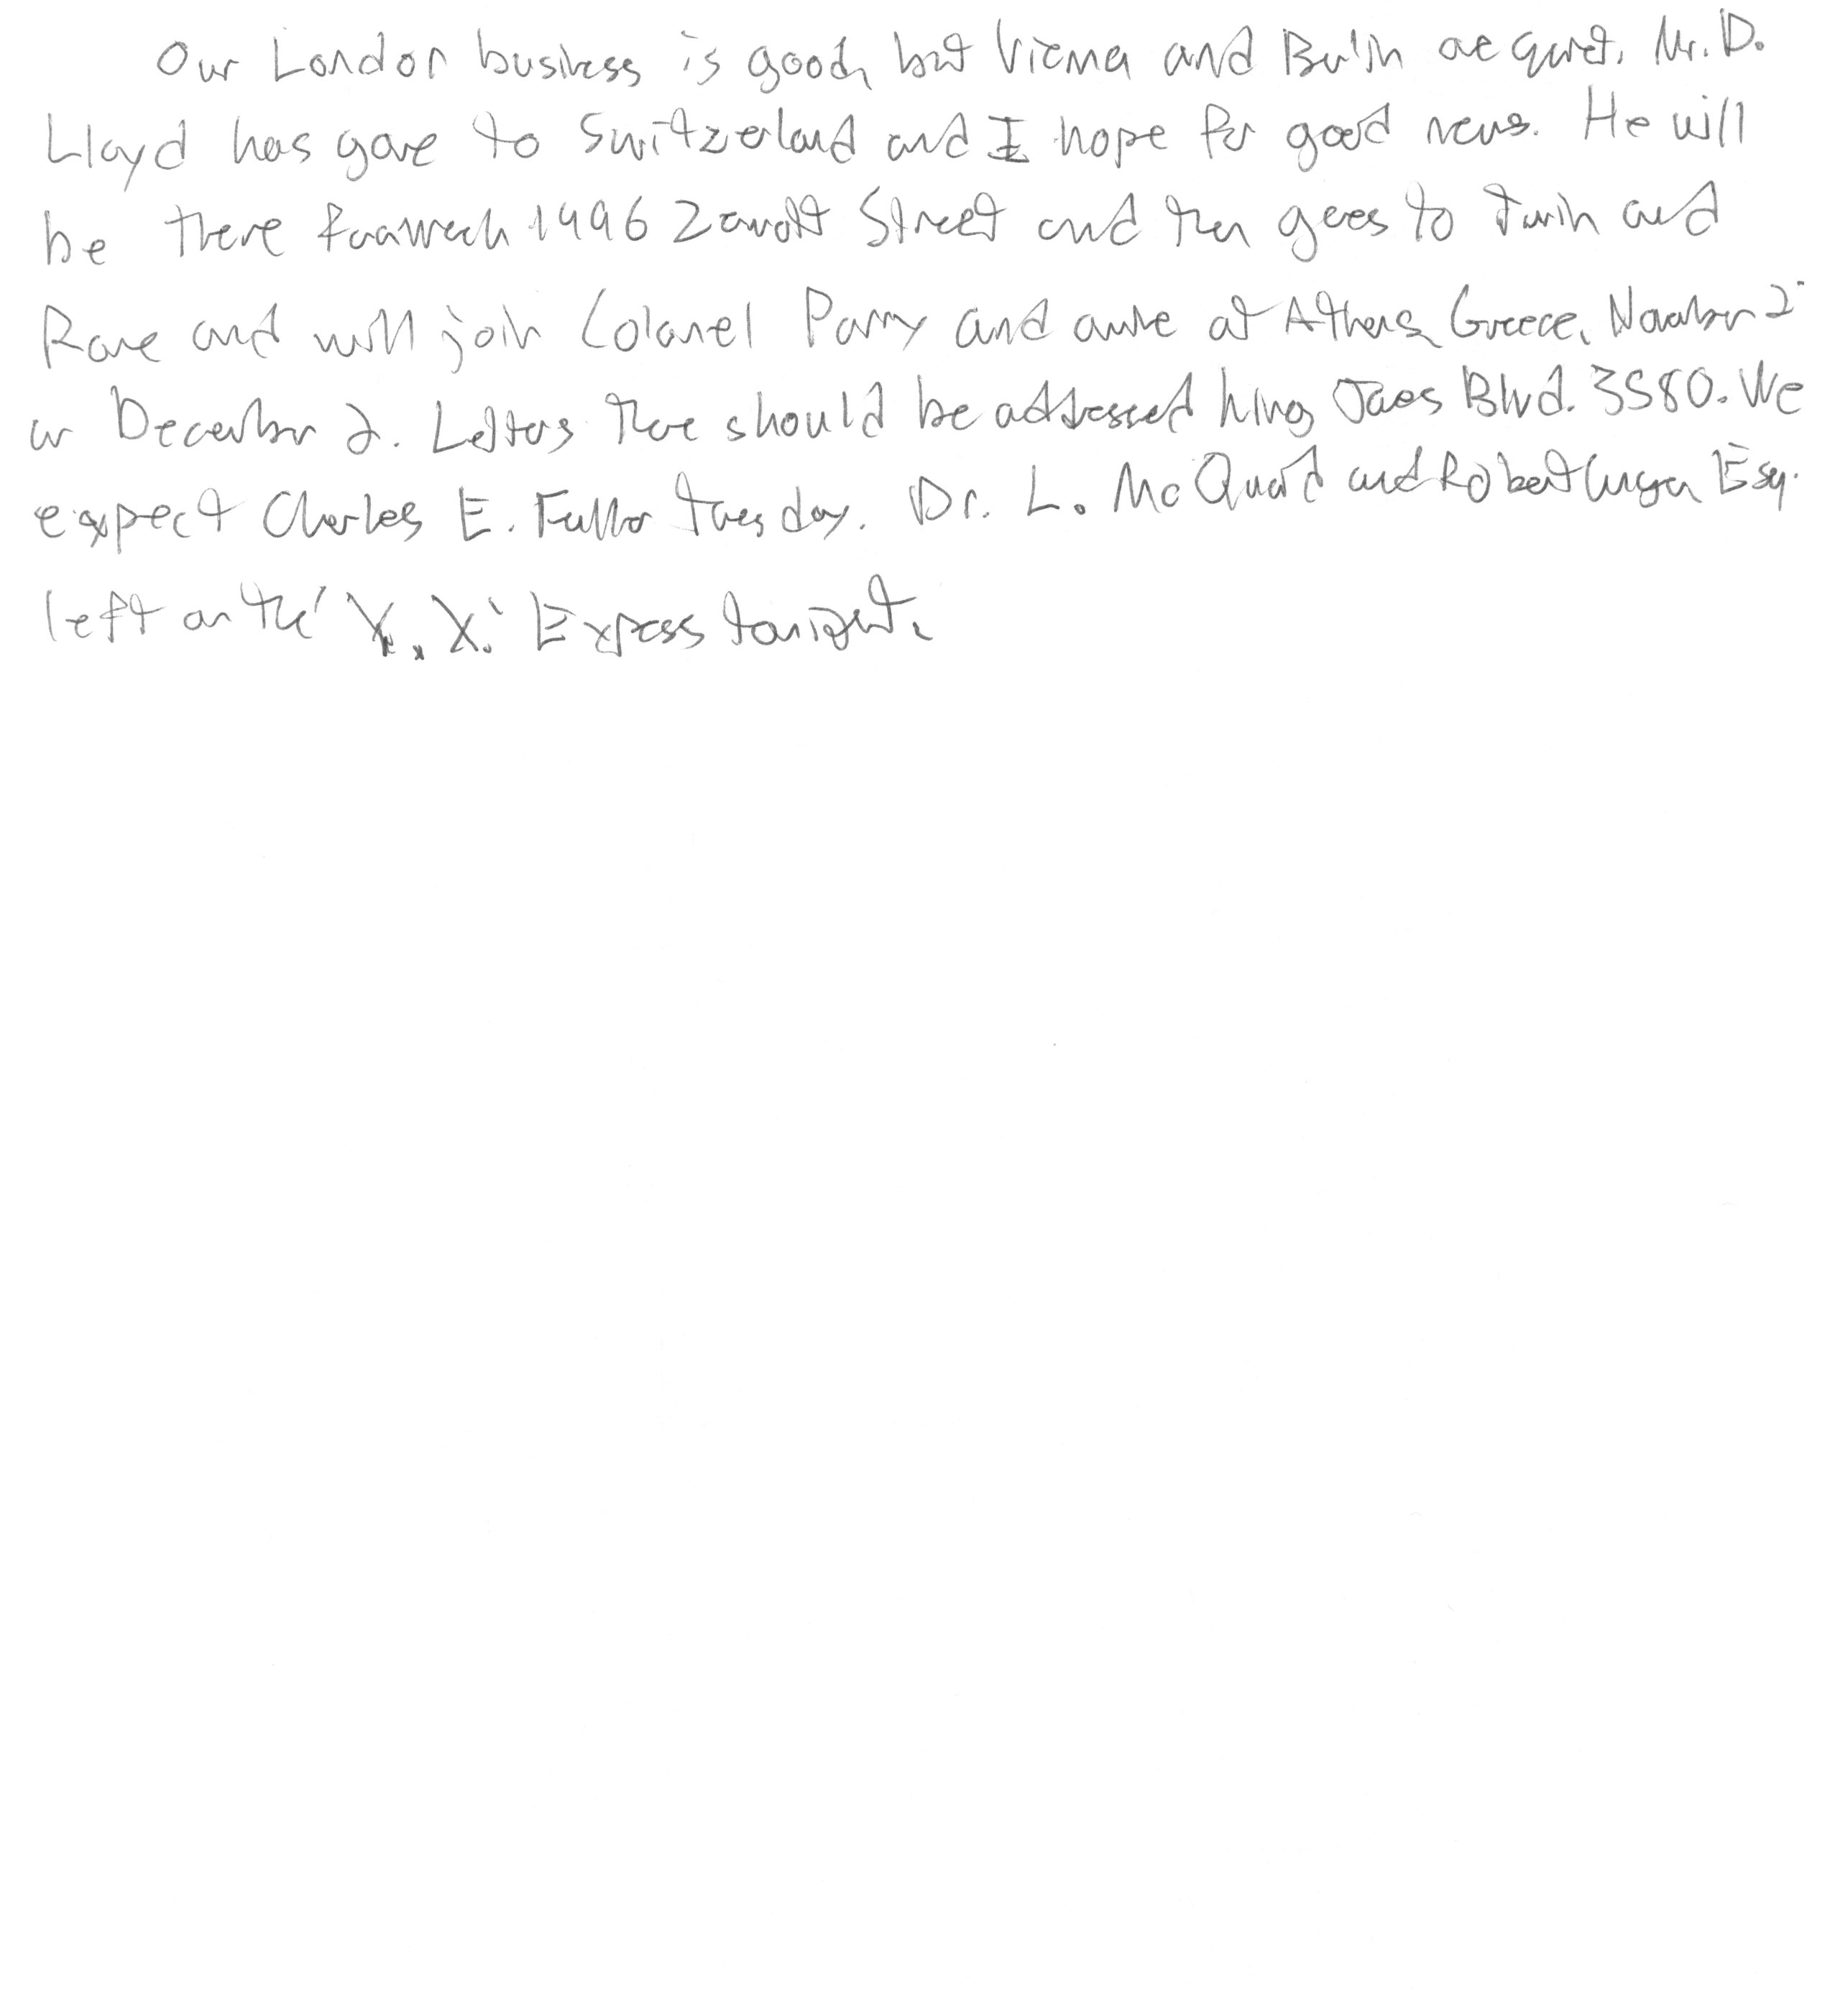 Our London business is good, but Vienna and Berlin are quiet. Mr. D.
Lloyd has gone to Switzerland and I hope for good news. He will
be there for a week 1496 Zermott Street and then goes to Turin and
Rome and will join Colonel Parry and arrive at Athens, Greece, November 2
or December 2. Letters there should be addressed King James Blvd. 3580. We
expect Charles E. Fuller Tuesday. Dr. L. McQuaid and Robert Unger Esq.
left on the 'Y. X.' Express tonight.